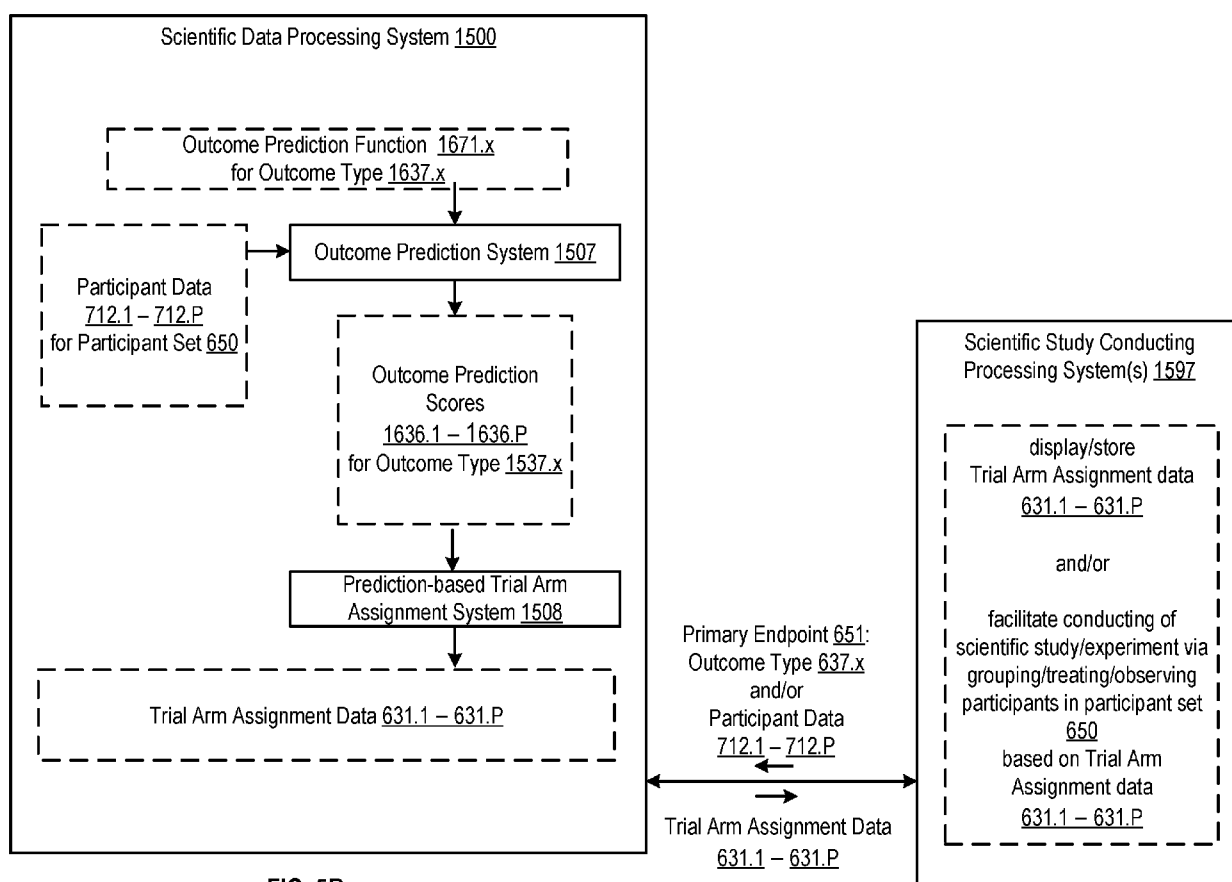 Scientific Data Processing System 1500
Outcome Prediction Function 1671.x
for Outcome Type 1637.x
Outcome Prediction System 1507
Participant Data
712.1 – 712.P
for Participant Set 650
Outcome Prediction
Scores
1636.1 – 1636.P
for Outcome Type 1537.x
Prediction-based Trial Arm
Assignment System 1508
Trial Arm Assignment Data 631.1 – 631.P
Primary Endpoint 651:
Outcome Type 637.x
and/or
Participant Data
712.1 – 712.P
Trial Arm Assignment Data
631.1 – 631.P
Scientific Study Conducting
Processing System(s) 1597
display/store
Trial Arm Assignment data
631.1 – 631.P
and/or
facilitate conducting of
scientific study/experiment via
grouping/treating/observing
participants in participant set
650
based on Trial Arm
Assignment data
631.1 – 631.P